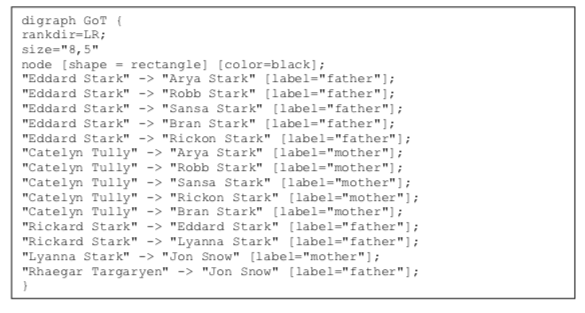 digraph GoT {
rankdir=LR;
size="8,5"
node [shape = rectangle] [color=black];
"Eddard Stark" -> "Arya Stark" [label="father"];
"Eddard Stark" -> "Robb Stark" [label="father"];
"Eddard Stark" -> "Sansa Stark" [label="father"];
"Eddard Stark" -> "Bran Stark" [label="father"];
"Eddard Stark" -> "Rickon Stark" [label="father"];
"Catelyn Tully" -> "Arya Stark" [label="mother"];
"Catelyn Tully" -> "Robb Stark" [label="mother"];
"Catelyn Tully" -> "Sansa Stark" [label="mother"];
"Catelyn Tully" -> "Rickon Stark" [label="mother"];
"Catelyn Tully" -> "Bran Stark" [label="mother"];
"Rickard Stark" -> "Eddard Stark" [label="father"];
"Rickard Stark" -> "Lyanna Stark" [label="father"];
"Lyanna Stark" -> "Jon Snow" [label="mother"];
"Rhaegar Targaryen" -> "Jon Snow" [label="father"];
}